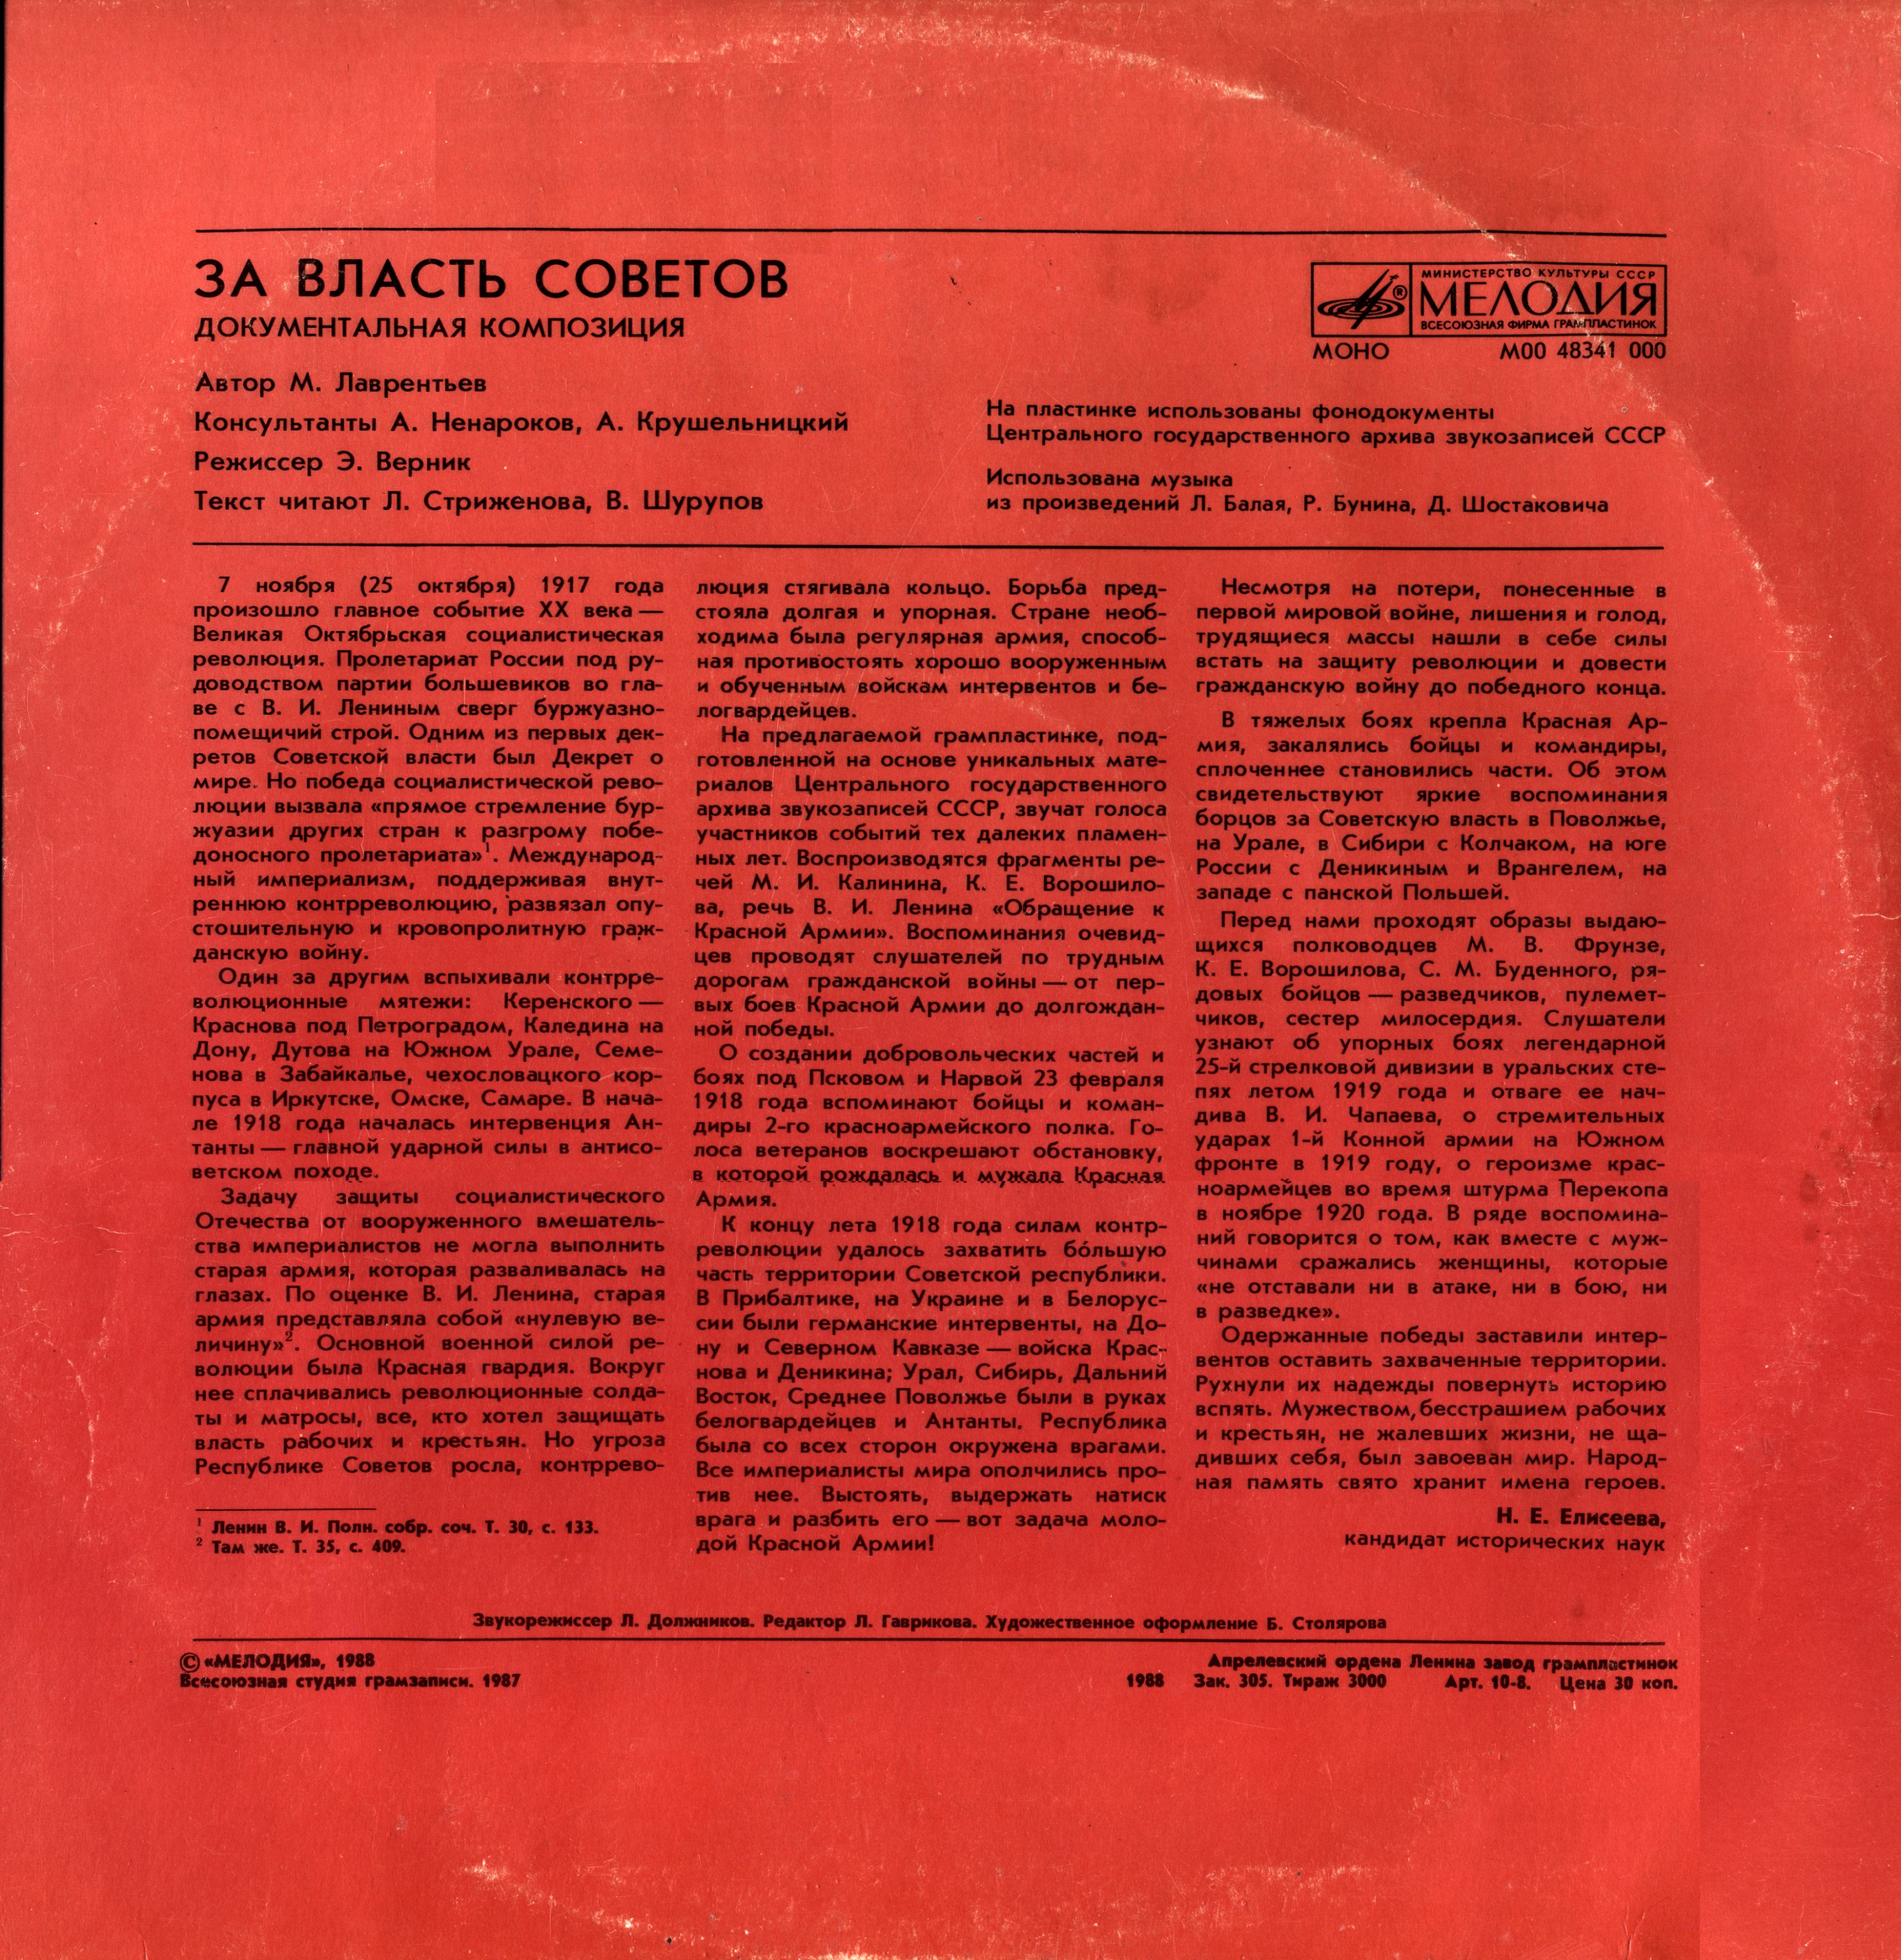 ЗА ВЛАСТЬ СОВЕТОВ
ДОКУМЕНТАЛЬНАЯ КОМПОЗИЦИЯ
Автор М. Лаврентьев
Консультанты А. Ненароков, А. Крушельницкий
Режиссер Э. Верник
Текст читают Л. Стриженова, В. Шурупов
МИНИСТЕРСТВО КУЛЬТУРЫ СССР
®МЕЛОДИЯ
ВСЕСОЮЗНАЯ ФИРМА ГРАМПЛАСТИНОК
МОНО М00 48341 000
На пластинке использованы фонодокументы
Центрального государственного архива звукозаписей СССР
Использована музыка
из произведений Л. Балая, Р. Бунина, Д. Шостаковича
7 ноября (25 октября) 1917 года
произошло главное событие XX века —
Великая Октябрьская социалистическая
революция. Пролетариат России под ру-
доводством партии большевиков во гла-
ве с В. И. Лениным сверг буржуазно-
помещичий строй. Одним из первых дек-
ретов Советской власти был Декрет о
мире. Но победа социалистической рево-
люции вызвала «прямое стремление бур-
жуазии других стран к разгрому побе-
доносного пролетариата»¹. Международ-
ный империализм, поддерживая внут-
реннюю контрреволюцию, развязал опу-
стошительную и кровопролитную граж-
данскую войну.
Один за другим вспыхивали контрре-
волюционные мятежи: Керенского —
Краснова под Петроградом, Каледина на
Дону, Дутова на Южном Урале, Семе-
нова в Забайкалье, чехословацкого кор-
пуса в Иркутске, Омске, Самаре. В нача-
ле 1918 года началась интервенция Ан-
танты — главной ударной силы в антисо-
ветском походе.
Задачу защиты социалистического
Отечества от вооруженного вмешатель-
ства империалистов не могла выполнить
старая армия, которая разваливалась на
глазах. По оценке В. И. Ленина, старая
армия представляла собой «нулевую ве-
личину»². Основной военной силой ре-
волюции была Красная гвардия. Вокруг
нее сплачивались революционные солда-
ты и матросы, все, кто хотел защищать
власть рабочих и крестьян. Но угроза
Республике Советов росла, контррево-
¹ Ленин В. И. Полн. собр. соч. Т. 30, с. 133.
² Там же. Т. 35, с. 409.
люция стягивала кольцо. Борьба пред-
стояла долгая и упорная. Стране необ-
ходима была регулярная армия, способ-
ная противостоять хорошо вооруженным
и обученным войскам интервентов и бе-
логвардейцев.
На предлагаемой грампластинке, под-
готовленной на основе уникальных мате-
риалов Центрального государственного
архива звукозаписей СССР, звучат голоса
участников событий тех далеких пламен-
ных лет. Воспроизводятся фрагменты ре-
чей М. И. Калинина, К. Е. Ворошило-
ва, речь В. И. Ленина «Обращение к
Красной Армии». Воспоминания очевид-
цев проводят слушателей по трудным
дорогам гражданской войны — от пер-
вых боев Красной Армии до долгождан-
ной победы.
О создании добровольческих частей и
боях под Псковом и Нарвой 23 февраля
1918 года вспоминают бойцы и коман-
диры 2-го красноармейского полка. Го-
лоса ветеранов воскрешают обстановку,
в которой рождалась и мужала Красная
Армия.
К концу лета 1918 года силам контр-
революции удалось захватить бо́льшую
часть территории Советской республики.
В Прибалтике, на Украине и в Белорус-
сии были германские интервенты, на До-
ну и Северном Кавказе — войска Крас-
нова и Деникина; Урал, Сибирь, Дальний
Восток, Среднее Поволжье были в руках
белогвардейцев и Антанты. Республика
была со всех сторон окружена врагами.
Все империалисты мира ополчились про-
тив нее. Выстоять, выдержать натиск
врага и разбить его — вот задача моло-
дой Красной Армии!
Несмотря на потери, понесенные в
первой мировой войне, лишения и голод,
трудящиеся массы нашли в себе силы
встать на защиту революции и довести
гражданскую войну до победного конца.
В тяжелых боях крепла Красная Ар-
мия, закалялись бойцы и командиры,
сплоченнее становились части. Об этом
свидетельствуют яркие воспоминания
борцов за Советскую власть в Поволжье,
на Урале, в Сибири с Колчаком, на юге
России с Деникиным и Врангелем, на
западе с панской Польшей.
Перед нами проходят образы выдаю-
щихся полководцев М. В. Фрунзе,
К. Е. Ворошилова, С. М. Буденного, ря-
довых бойцов — разведчиков, пулемет-
чиков, сестер милосердия. Слушатели
узнают об упорных боях легендарной
25-й стрелковой дивизии в уральских сте-
пях летом 1919 года и отваге ее нач-
дива В. И. Чапаева, о стремительных
ударах 1-й Конной армии на Южном
фронте в 1919 году, о героизме крас-
ноармейцев во время штурма Перекопа
в ноябре 1920 года. В ряде воспомина-
ний говорится о том, как вместе с муж-
чинами сражались женщины, которые
«не отставали ни в атаке, ни в бою, ни
в разведке».
Одержанные победы заставили интер-
вентов оставить захваченные территории.
Рухнули их надежды повернуть историю
вспять. Мужеством, бесстрашием рабочих
и крестьян, не жалевших жизни, не ща-
дивших себя, был завоеван мир. Народ-
ная память свято хранит имена героев.
Н. Е. Елисеева,
кандидат исторических наук
Звукорежиссер Л. Должников. Редактор Л. Гаврикова. Художественное оформление Б. Столярова
© «МЕЛОДИЯ», 1988
Всесоюзная студия грамзаписи. 1987
Апрелевский ордена Ленина завод грампластинок
1988 Зак. 305. Тираж 3000 Арт. 10-8. Цена 30 коп.